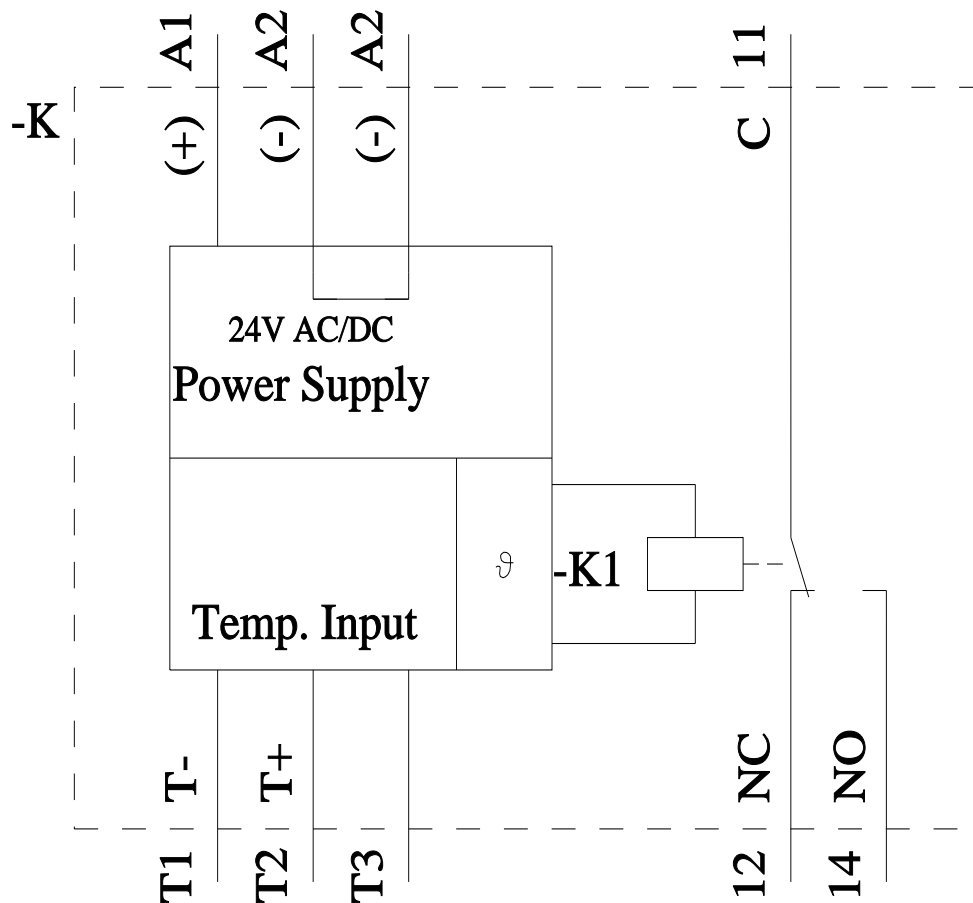 A1
A2
A2
11
-K
(+)
(-)
(-)
C
24V AC/DC
Power Supply
ϑ
-K1
Temp. Input
T-
T+
NC
NO
T1
T2
T3
12
14